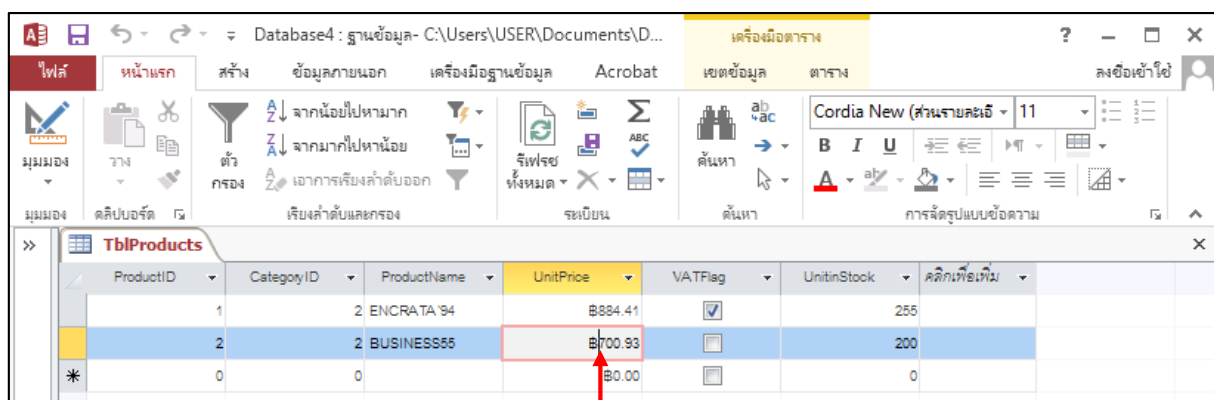 Database4 : ฐานข้อมูล- C:\Users\USER\Documents\D...
เครื่องมือตาราง
?
ไฟล์ หน้าแรก สร้าง ข้อมูลภายนอก เครื่องมือฐานข้อมูล Acrobat เขตข้อมูล ตาราง ลงชื่อเข้าใช้
จากน้อยไปหามาก
จากมากไปหาน้อย
เอาการเรียงลำดับออก
มุมมอง วาง ตัวกรอง รีเฟรชทั้งหมด ค้นหา
Cordia New (ส่วนรายละเอี 11
B I U
มุมมอง คลิปบอร์ด เรียงลำดับและกรอง ระเบียน ค้นหา การจัดรูปแบบข้อความ
TblProducts
ProductID CategoryID ProductName UnitPrice VATFlag UnitinStock คลิกเพื่อเพิ่ม
1 2 ENCRATA'94 ฿884.41 255
2 2 BUSINESS55 ฿700.93 200
0 0 ฿0.00 0